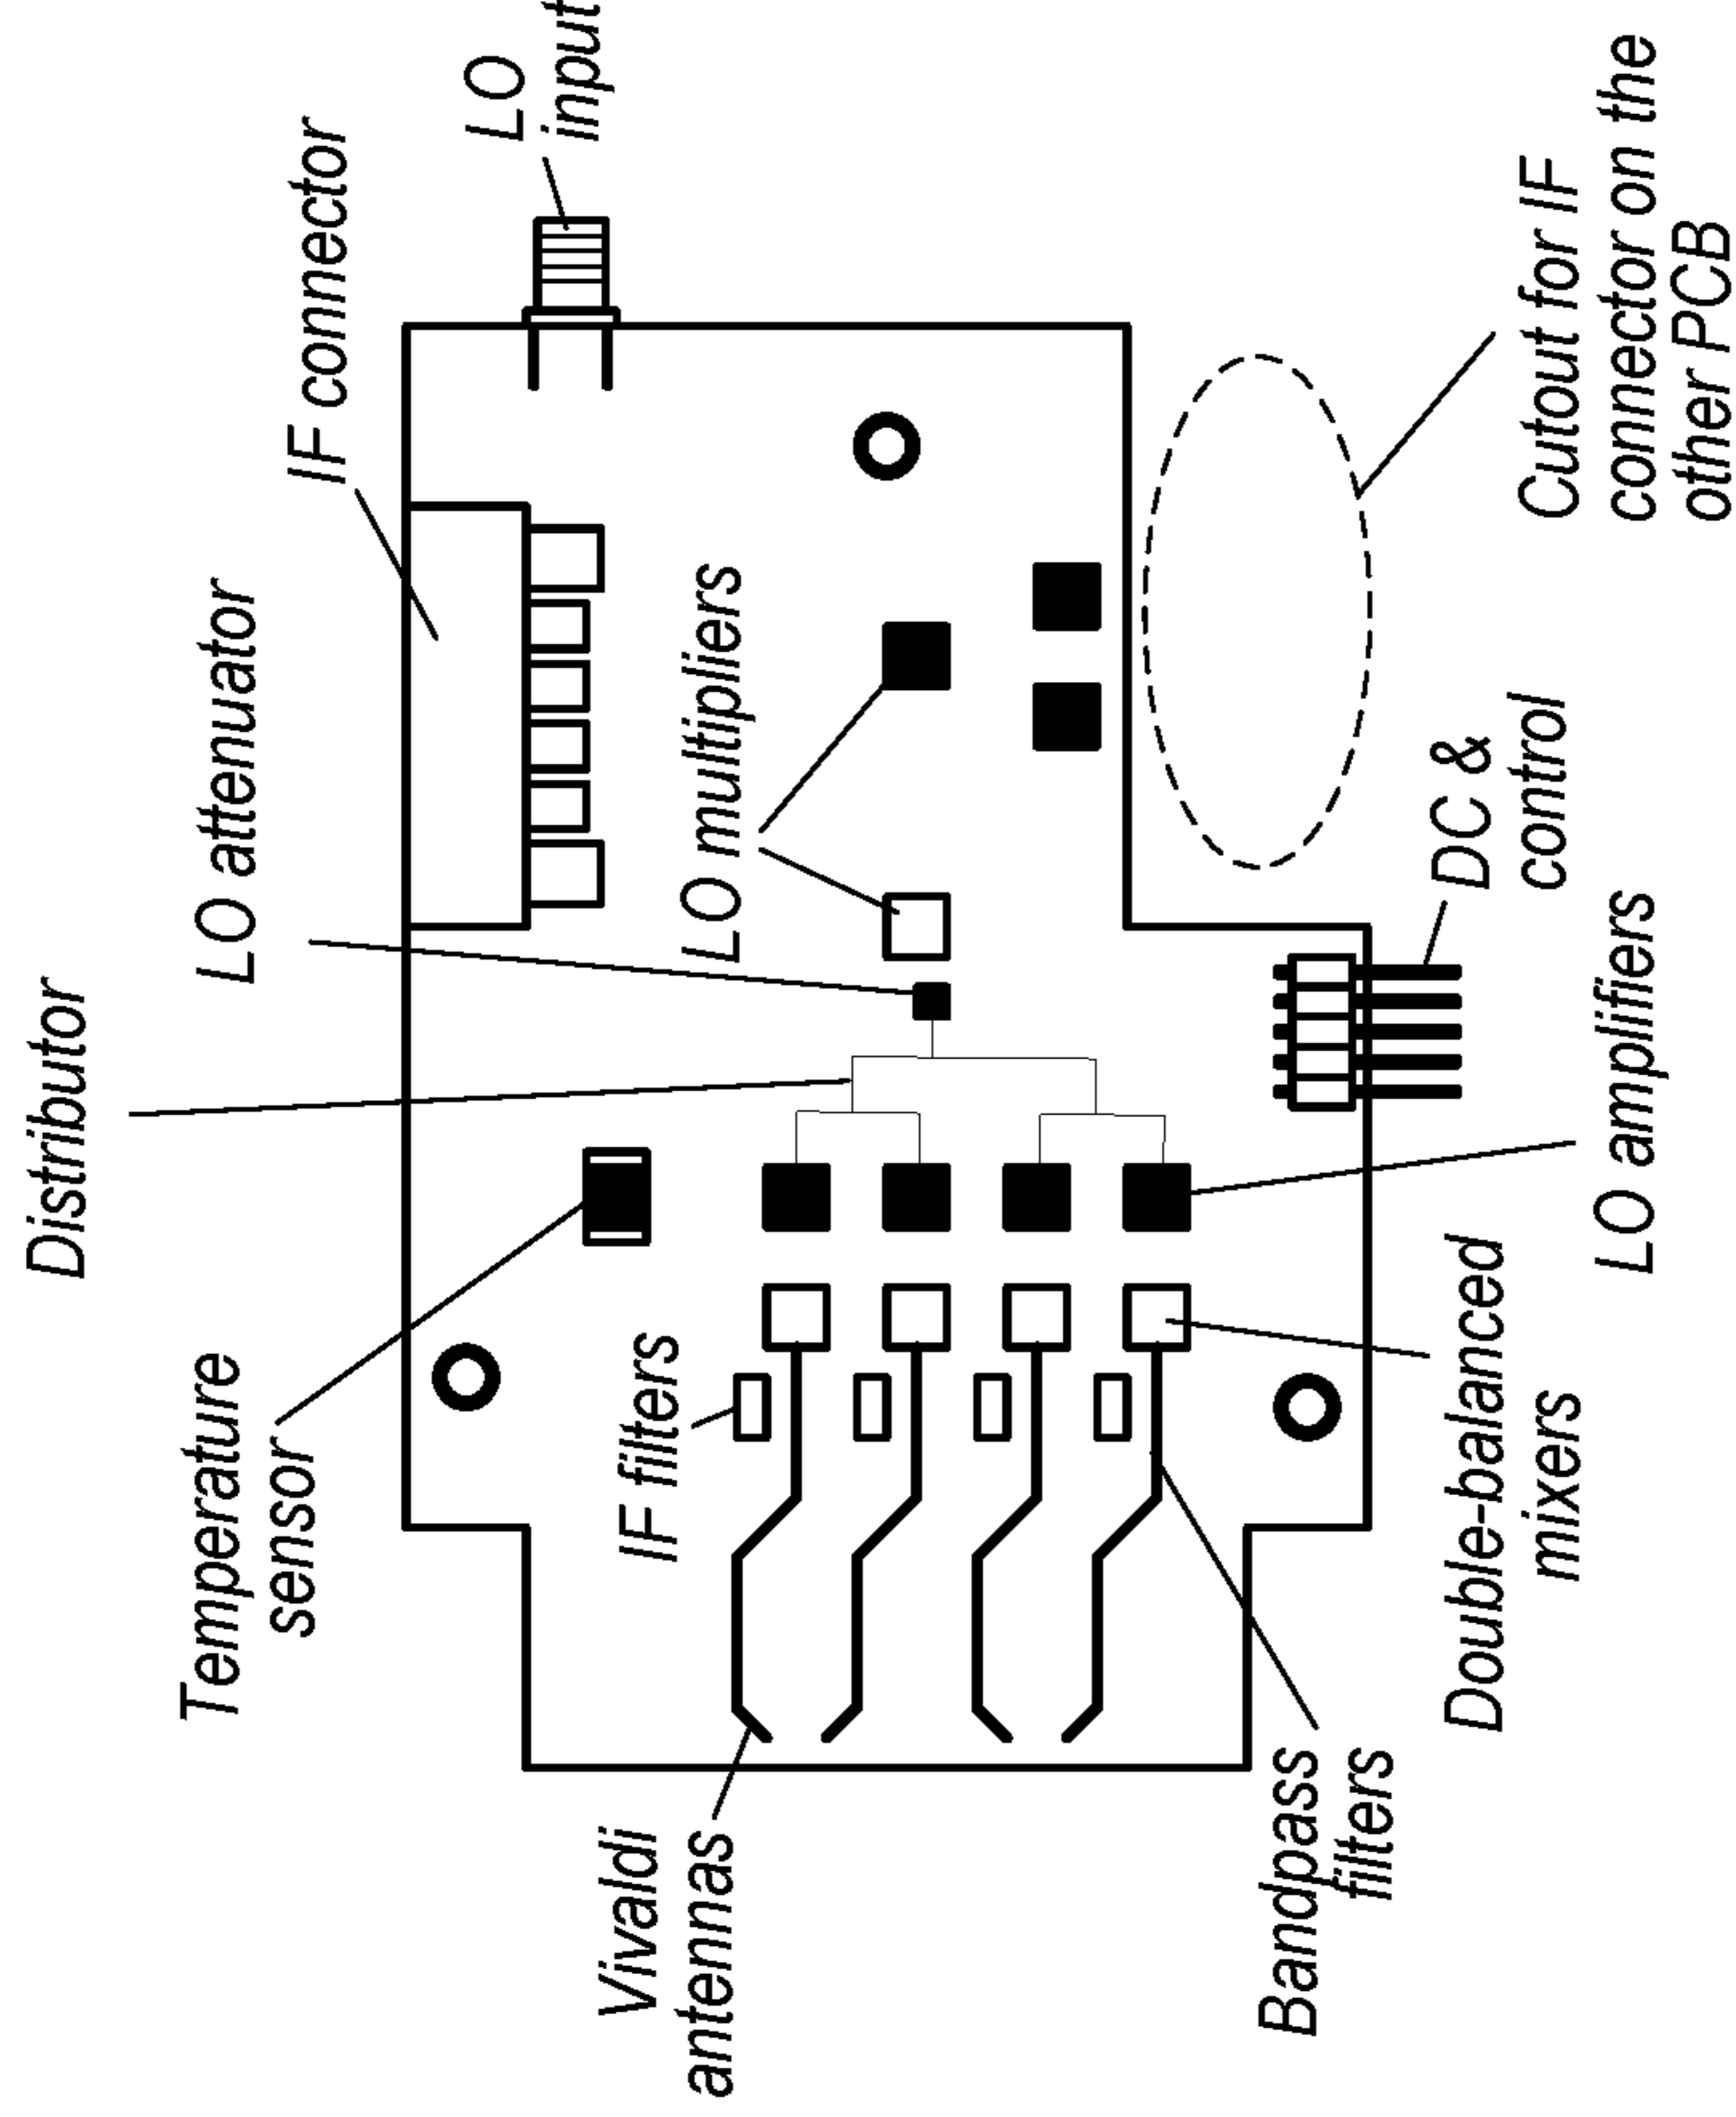 Distributor
LO attenuator
IF connector
LO
input
Temperature
sensor
LO multipliers
IF filters
Vivaldi
antennas
Cutout for IF
connector on the
other PCB
DC &
control
LO amplifiers
Double-balanced
mixers
Bandpass
filters